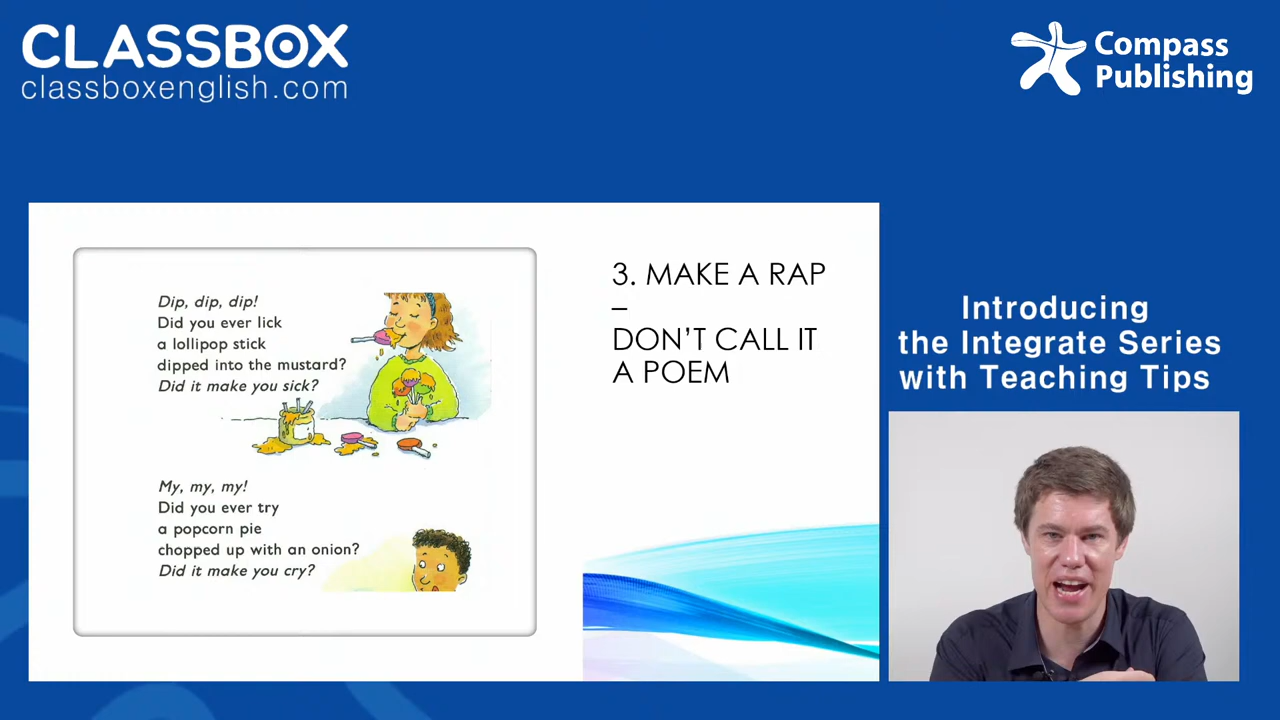 CLASSBOX
classboxenglish.com
Compass
Publishing
Dip, dip, dip!
Did you ever lick
a lollipop stick
dipped into the mustard?
Did it make you sick?
My, my, my!
Did you ever try
a popcorn pie
chopped up with an onion?
Did it make you cry?
3. MAKE A RAP
–
DON'T CALL IT
A POEM
Introducing
the Integrate Series
with Teaching Tips